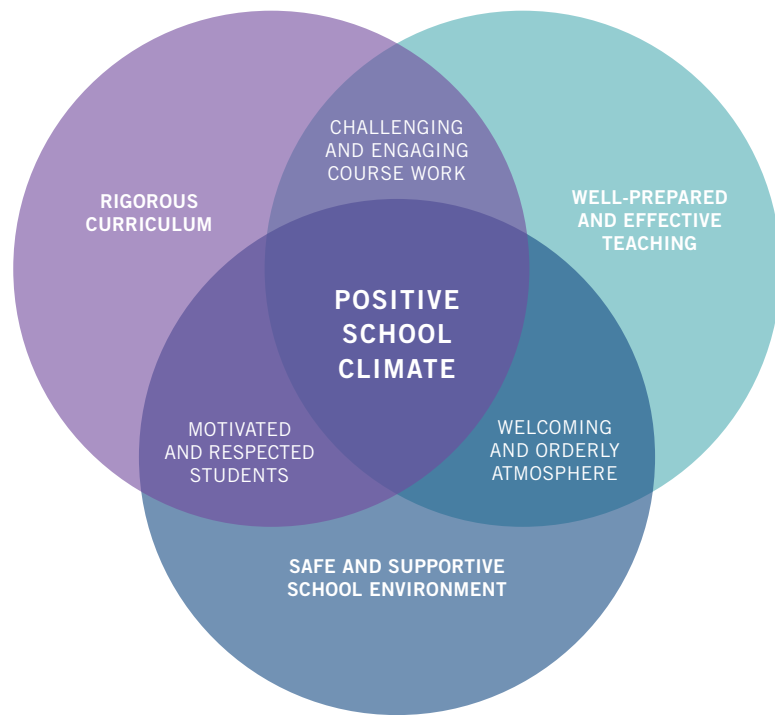 CHALLENGING
AND ENGAGING
COURSE WORK
RIGOROUS
CURRICULUM
WELL-PREPARED
AND EFFECTIVE
TEACHING
POSITIVE
SCHOOL
CLIMATE
MOTIVATED
AND RESPECTED
STUDENTS
WELCOMING
AND ORDERLY
ATMOSPHERE
SAFE AND SUPPORTIVE
SCHOOL ENVIRONMENT